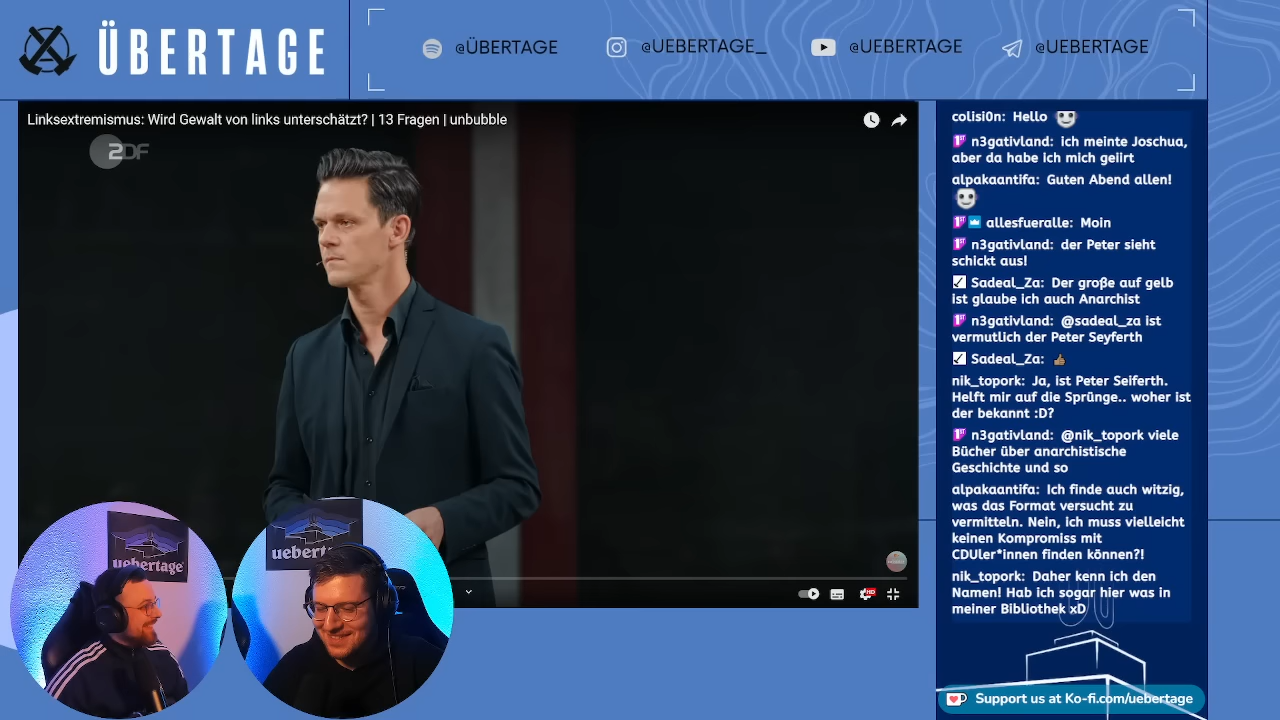 ÜBERTAGE
@ÜBERTAGE
@UEBERTAGE_
@UEBERTAGE
@UEBERTAGE
Linksextremismus: Wird Gewalt von links unterschätzt? | 13 Fragen | unbubble
ZDF
HD
uebertage
uebert
colisi0n: Hello
n3gativland: ich meinte Joschua,
aber da habe ich mich geiirt
alpakaantifa: Guten Abend allen!
allesfueralle: Moin
n3gativland: der Peter sieht
schickt aus!
Sadeal_Za: Der große auf gelb
ist glaube ich auch Anarchist
n3gativland: @sadeal_za ist
vermutlich der Peter Seyferth
Sadeal_Za:
nik_topork: Ja, ist Peter Seiferth.
Helft mir auf die Sprünge.. woher ist
der bekannt :D?
n3gativland: @nik_topork viele
Bücher über anarchistische
Geschichte und so
alpakaantifa: Ich finde auch witzig,
was das Format versucht zu
vermitteln. Nein, ich muss vielleicht
keinen Kompromiss mit
CDUler*innen finden können?!
nik_topork: Daher kenn ich den
Namen! Hab ich sogar hier was in
meiner Bibliothek xD
Support us at Ko-fi.com/uebertage